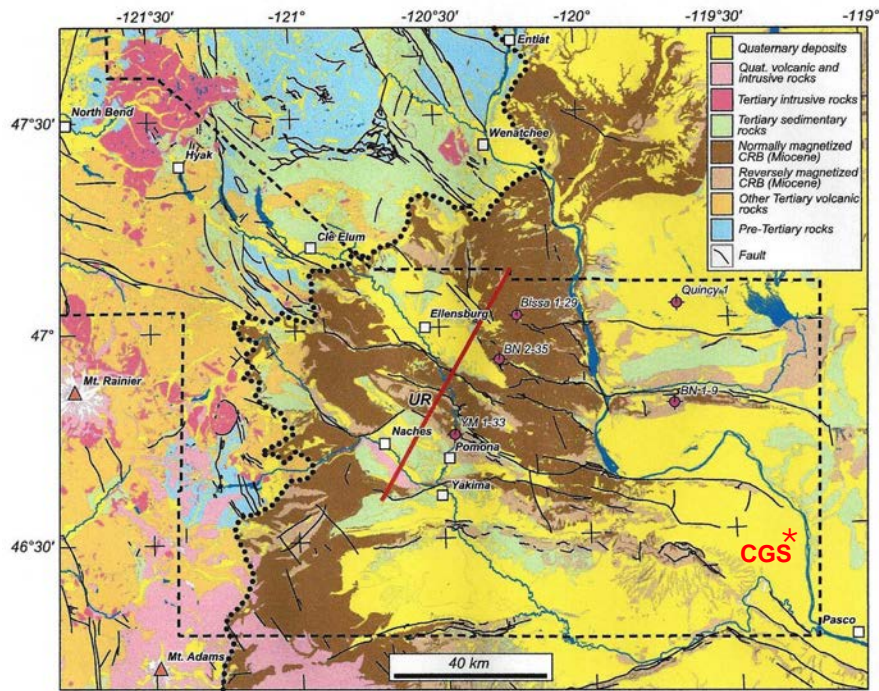 -121°30'
-121°
-120°30'
-120°
-119°30'
-119°
47°30'
47°
46°30'
Entiat
North Bend
Wenatchee
Hyak
Cle Elum
Quincy 1
Bissa 1-29
Ellensburg
BN 2-35
Mt. Rainier
UR
BN 1-9
YM 1-33
Naches
Pomona
Yakima
CGS*
Pasco
Mt. Adams
40 km
Quaternary deposits
Quat. volcanic and
intrusive rocks
Tertiary intrusive rocks
Tertiary sedimentary
rocks
Normally magnetized
CRB (Miocene)
Reversely magnetized
CRB (Miocene)
Other Tertiary volcanic
rocks
Pre-Tertiary rocks
Fault